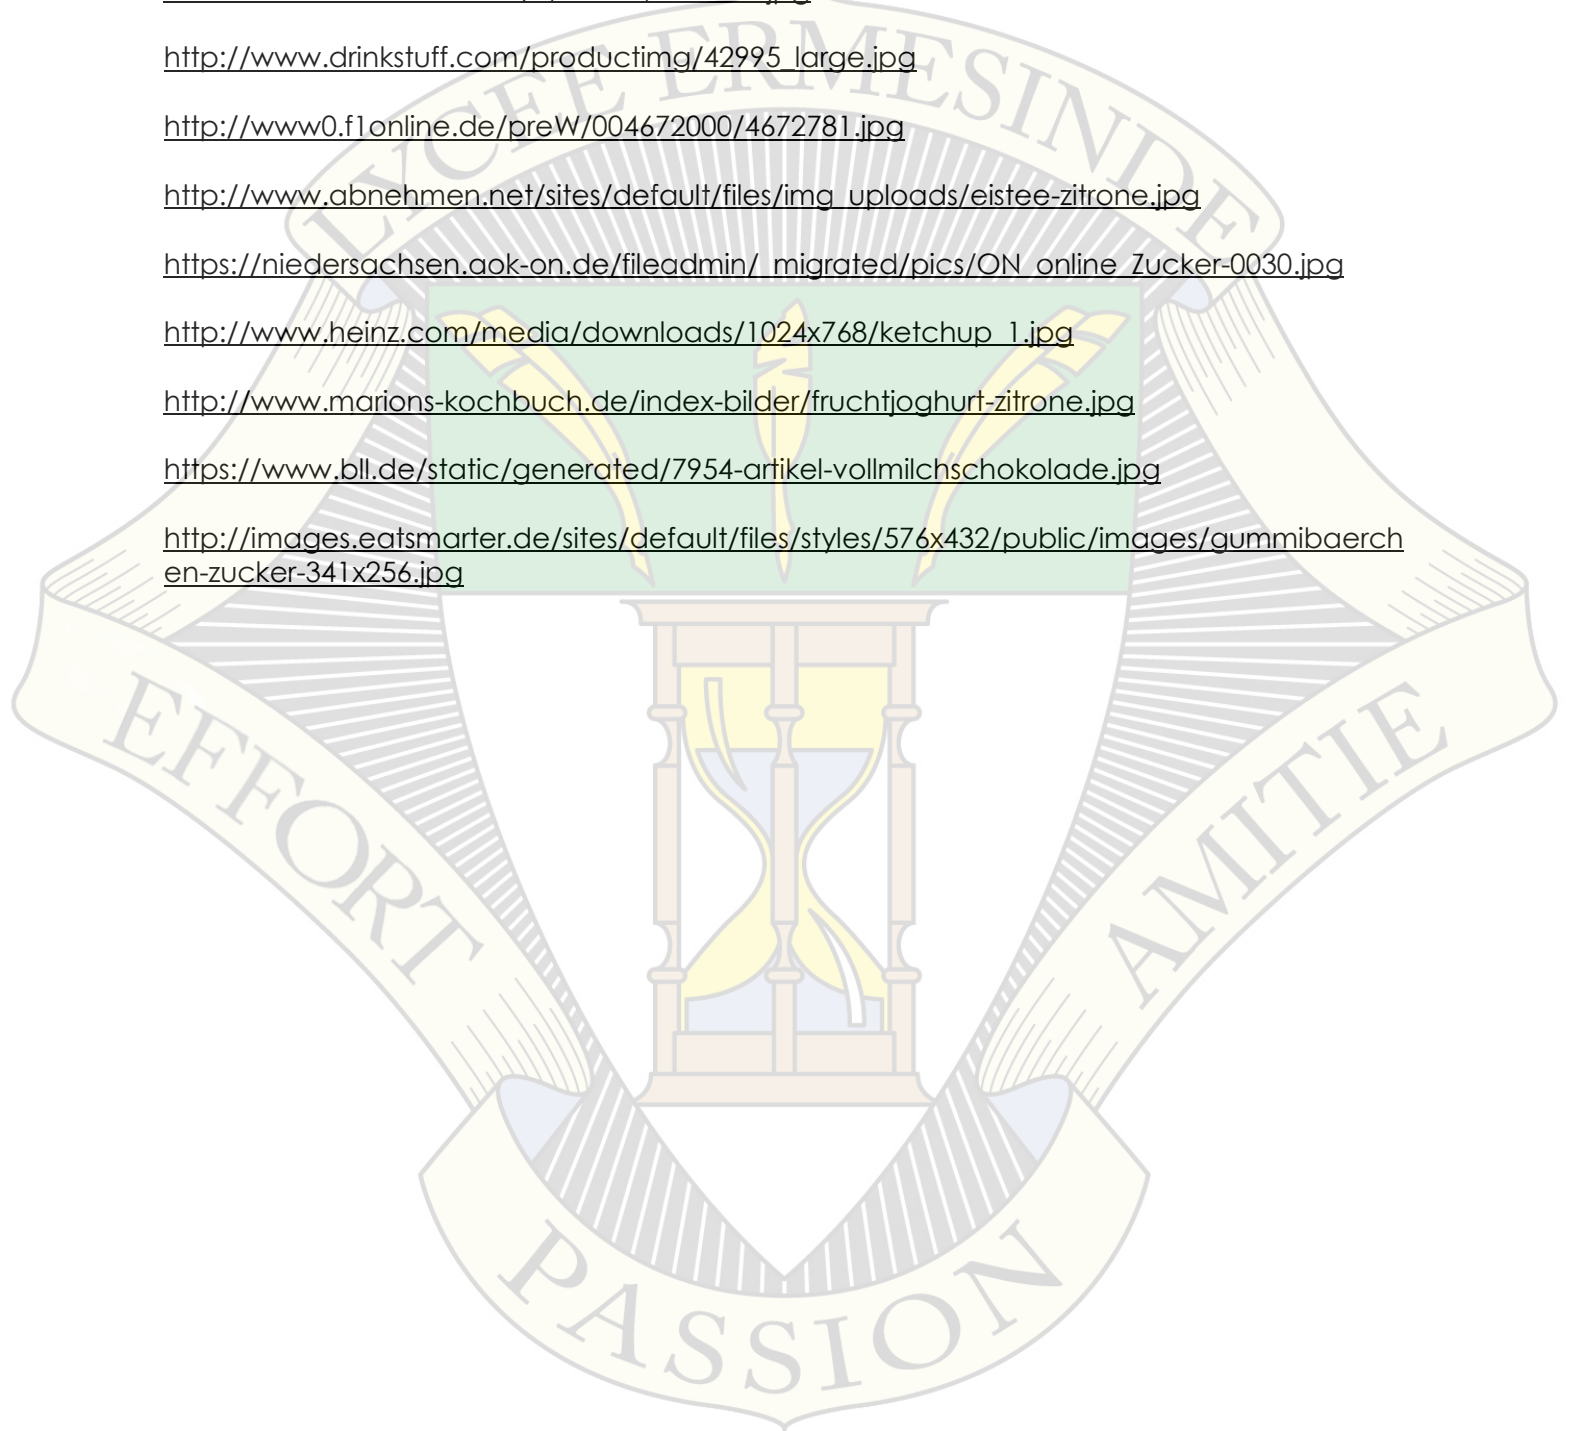 http://www.drinkstuff.com/productimg/42995_large.jpg
http://www0.f1online.de/preW/004672000/4672781.jpg
http://www.abnehmen.net/sites/default/files/img_uploads/eistee-zitrone.jpg
https://niedersachsen.aok-on.de/fileadmin/_migrated/pics/ON_online_Zucker-0030.jpg
http://www.heinz.com/media/downloads/1024x768/ketchup_1.jpg
http://www.marions-kochbuch.de/index-bilder/fruchtjoghurt-zitrone.jpg
https://www.bll.de/static/generated/7954-artikel-vollmilchschokolade.jpg
http://images.eatsmarter.de/sites/default/files/styles/576x432/public/images/gummibaerch
en-zucker-341x256.jpg
LYCEE ERMESINDE
EFFORT
AMITIE
PASSION